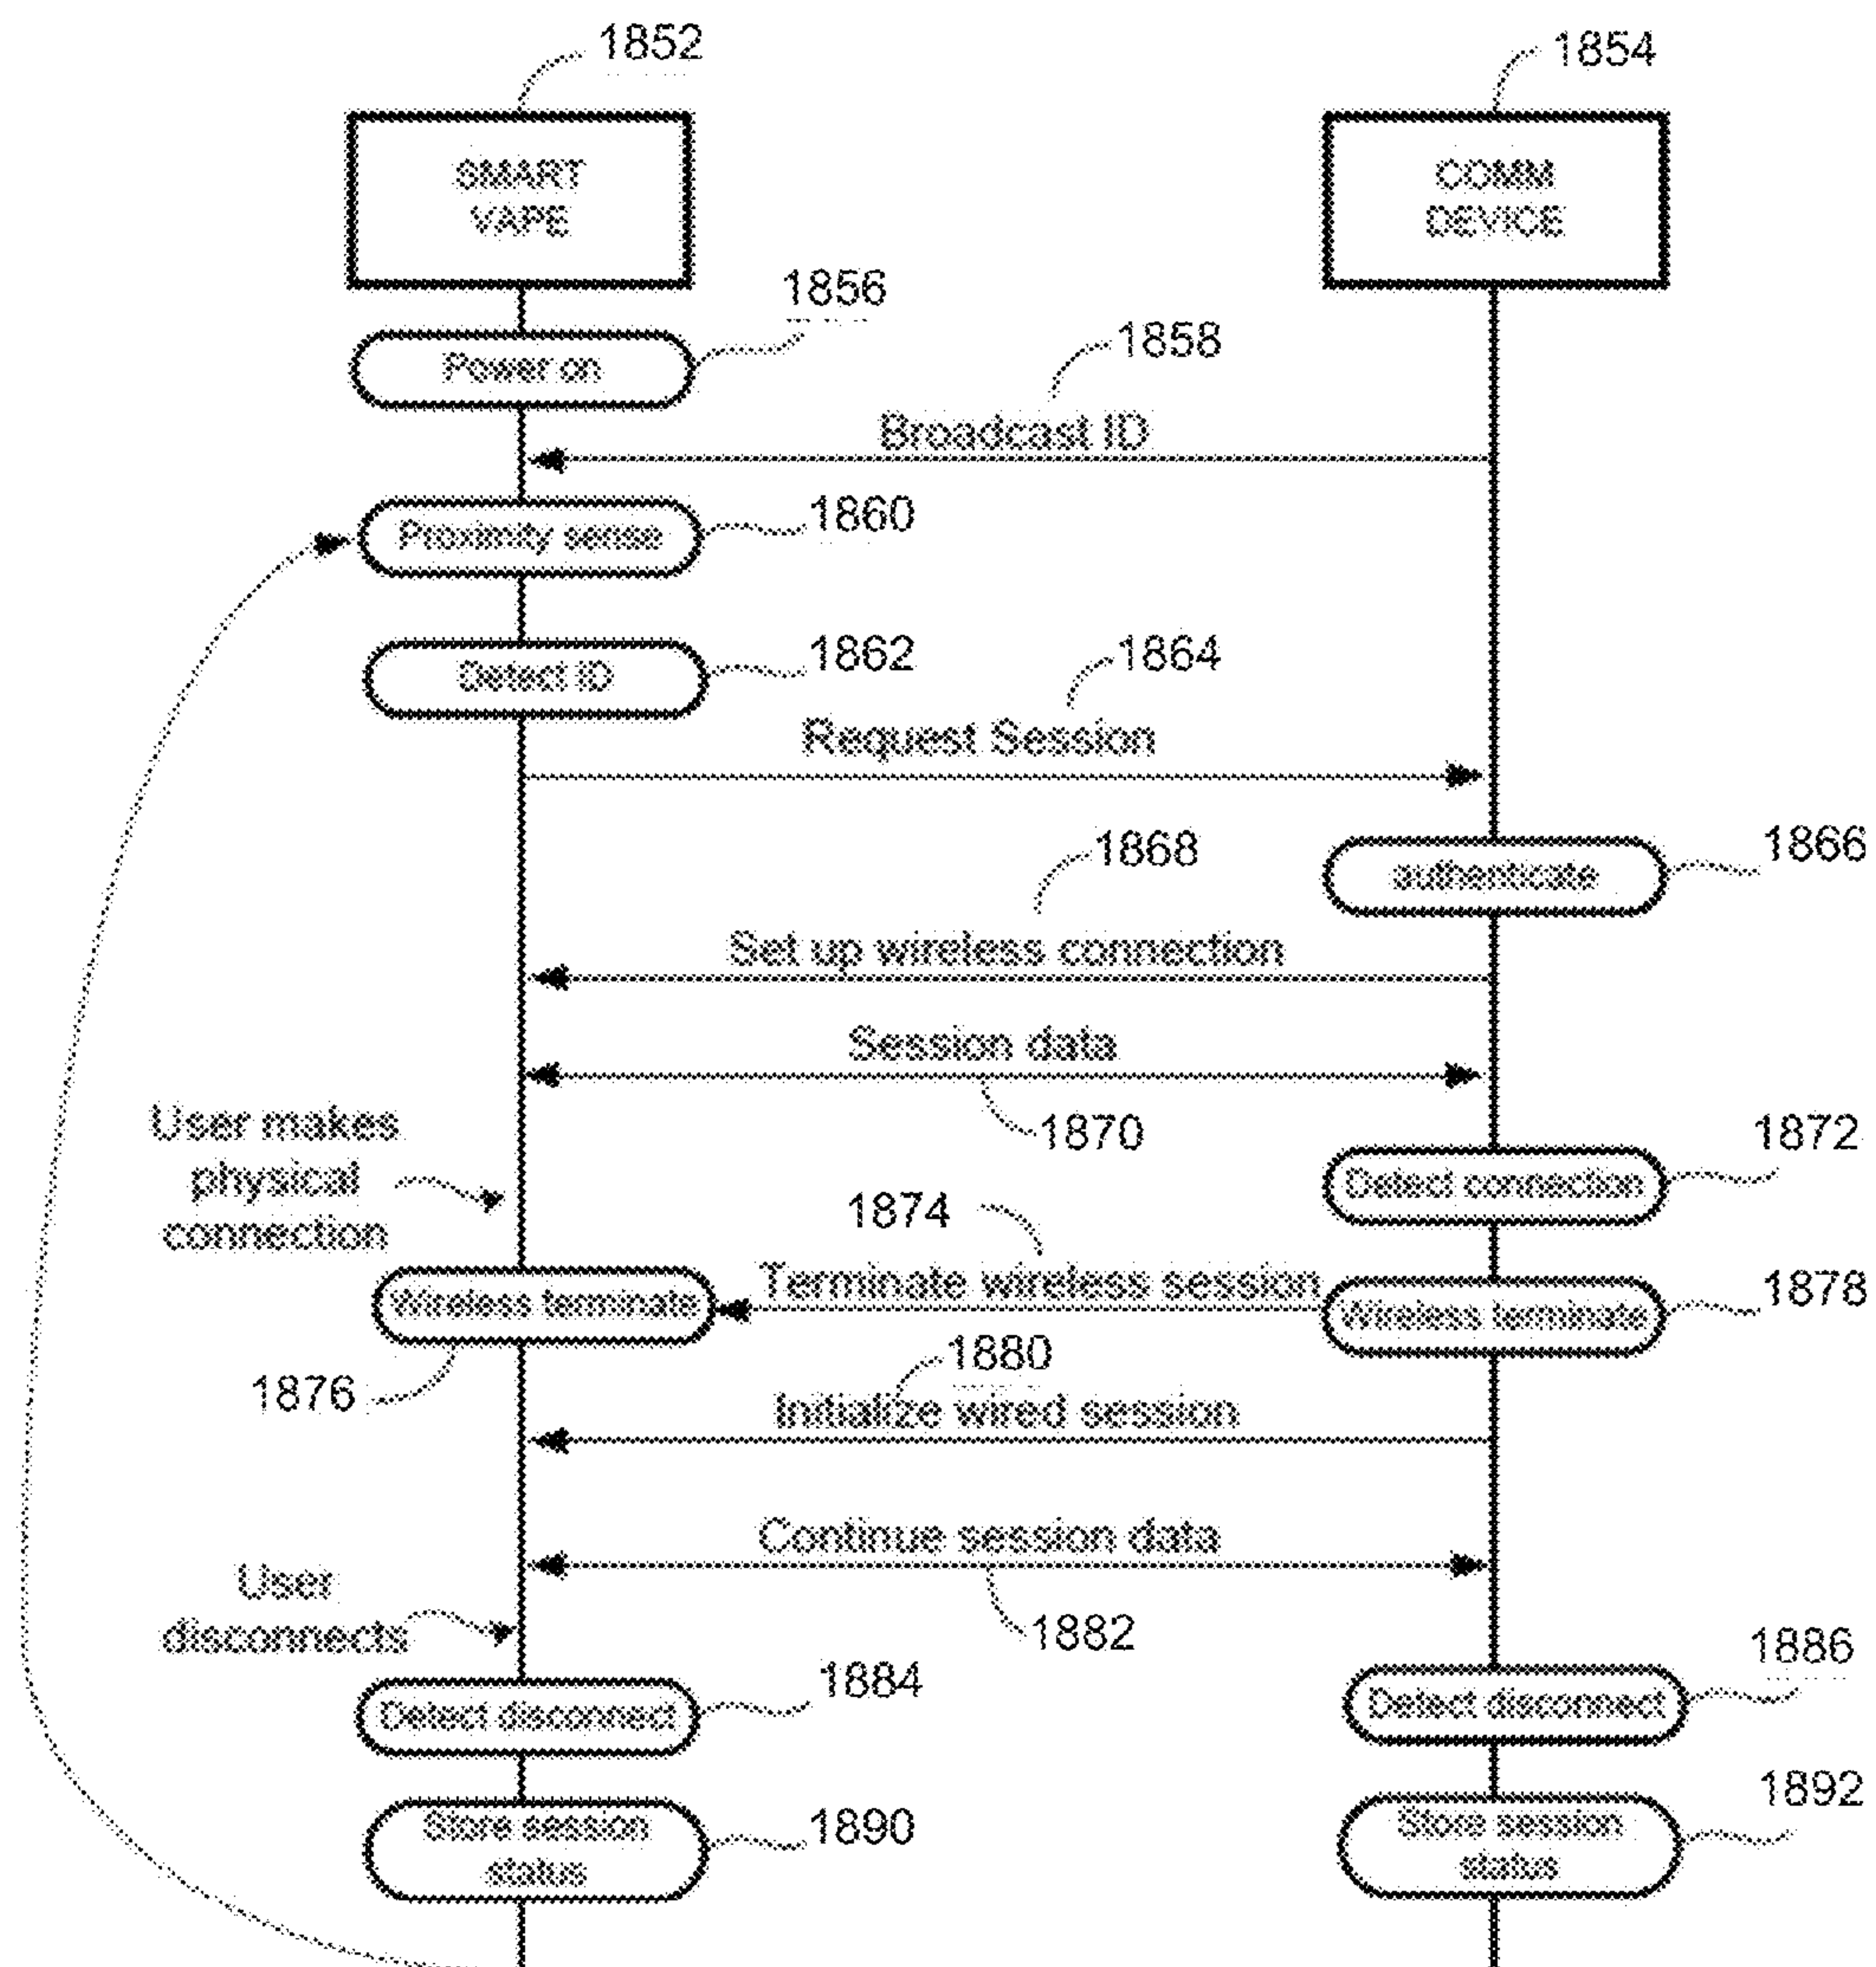 1852
1854
SMART
VAPE
COMM
DEVICE
1856
Power on
1858
Broadcast ID
1860
Proximity sense
1862
Detect ID
1864
Request Session
1866
authenticate
1868
Set up wireless connection
Session data
1870
User makes
physical
connection
1872
Detect connection
1874
Terminate wireless session
Wireless terminate
1876
Wireless terminate
1878
1880
Initialize wired session
Continue session data
1882
User
disconnects
1884
Detect disconnect
1886
Detect disconnect
1890
Store session
status
1892
Store session
status